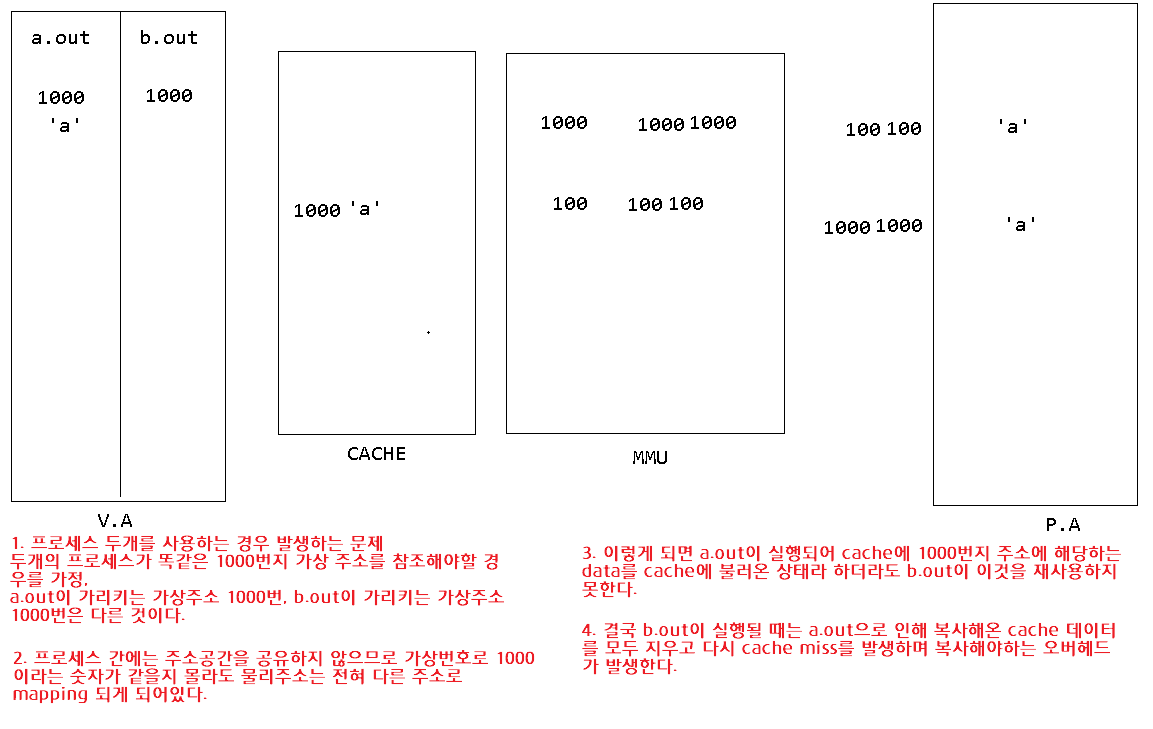 a.out b.out
1000 1000
'a'
1000 'a'
CACHE
1000 1000 1000
100 100 100
MMU
100 100 'a'
1000 1000 'a'
V.A
P.A
1. 프로세스 두개를 사용하는 경우 발생하는 문제
두개의 프로세스가 똑같은 1000번지 가상 주소를 참조해야할 경
우를 가정,
a.out이 가리키는 가상주소 1000번, b.out이 가리키는 가상주소
1000번은 다른 것이다.
2. 프로세스 간에는 주소공간을 공유하지 않으므로 가상번호로 1000
이라는 숫자가 같을지 몰라도 물리주소는 전혀 다른 주소로
mapping 되게 되어있다.
3. 이렇게 되면 a.out이 실행되어 cache에 1000번지 주소에 해당하는
data를 cache에 불러온 상태라 하더라도 b.out이 이것을 재사용하지
못한다.
4. 결국 b.out이 실행될 때는 a.out으로 인해 복사해온 cache 데이터
를 모두 지우고 다시 cache miss를 발생하며 복사해야하는 오버헤드
가 발생한다.